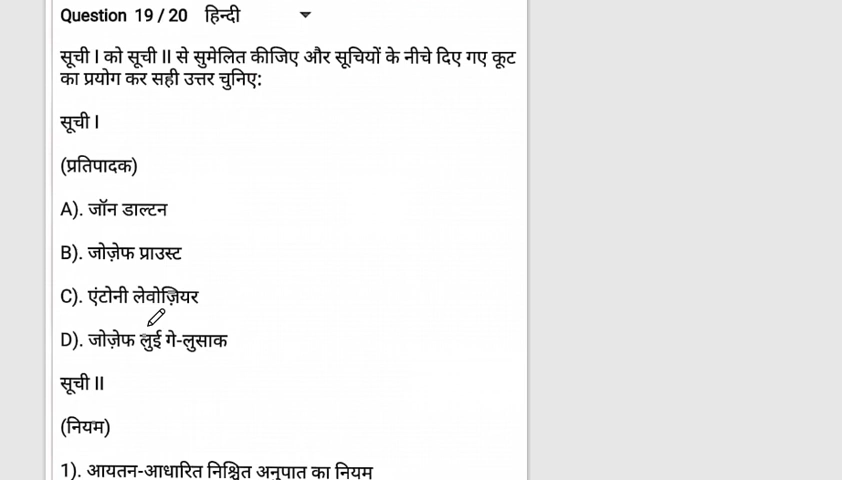 Question 19 / 20 हिन्दी
सूची I को सूची II से सुमेलित कीजिए और सूचियों के नीचे दिए गए कूट
का प्रयोग कर सही उत्तर चुनिए:
सूची I
(प्रतिपादक)
A). जॉन डाल्टन
B). जोज़ेफ प्राउस्ट
C). एंटोनी लेवोज़ियर
D). जोज़ेफ लुई गे-लुसाक
सूची II
(नियम)
1). आयतन-आधारित निश्चित अनुपात का नियम